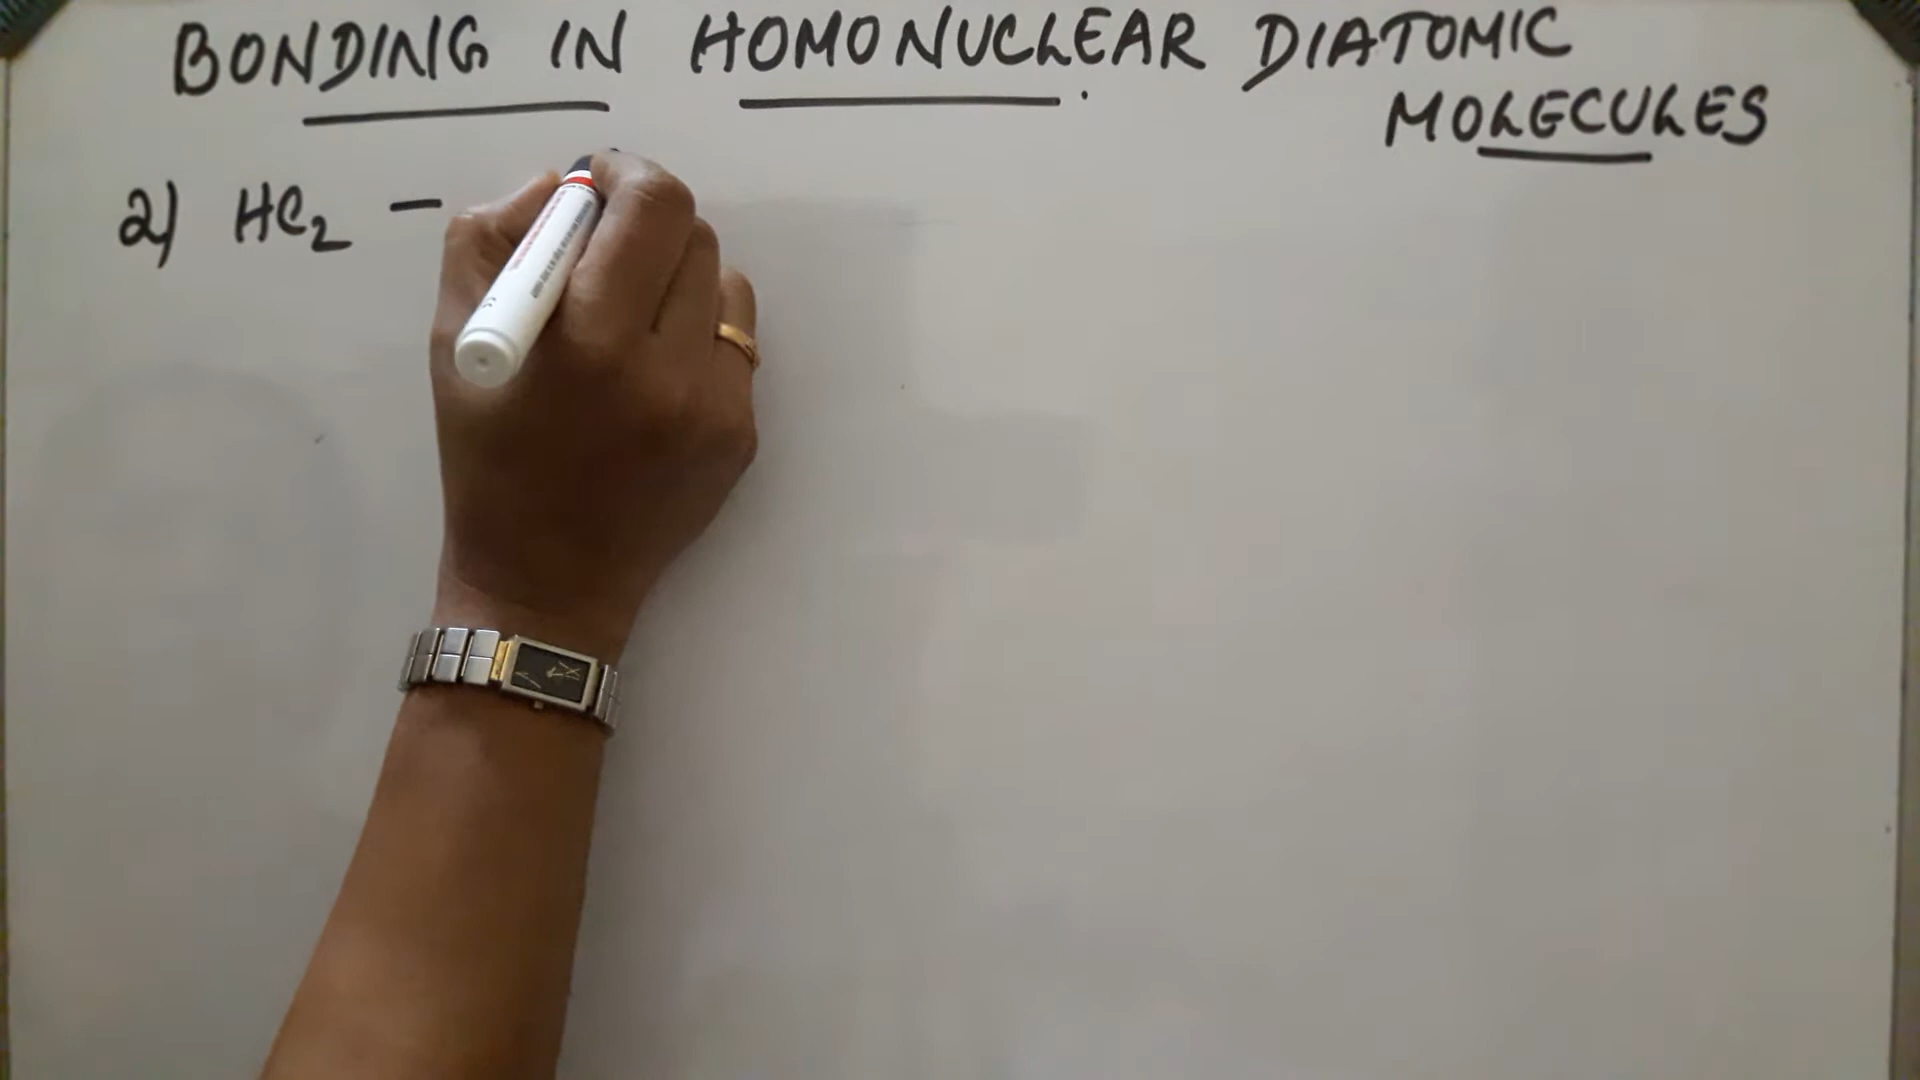 BONDING IN HOMONUCLEAR DIATOMIC
MOLECULES
2) He₂ –